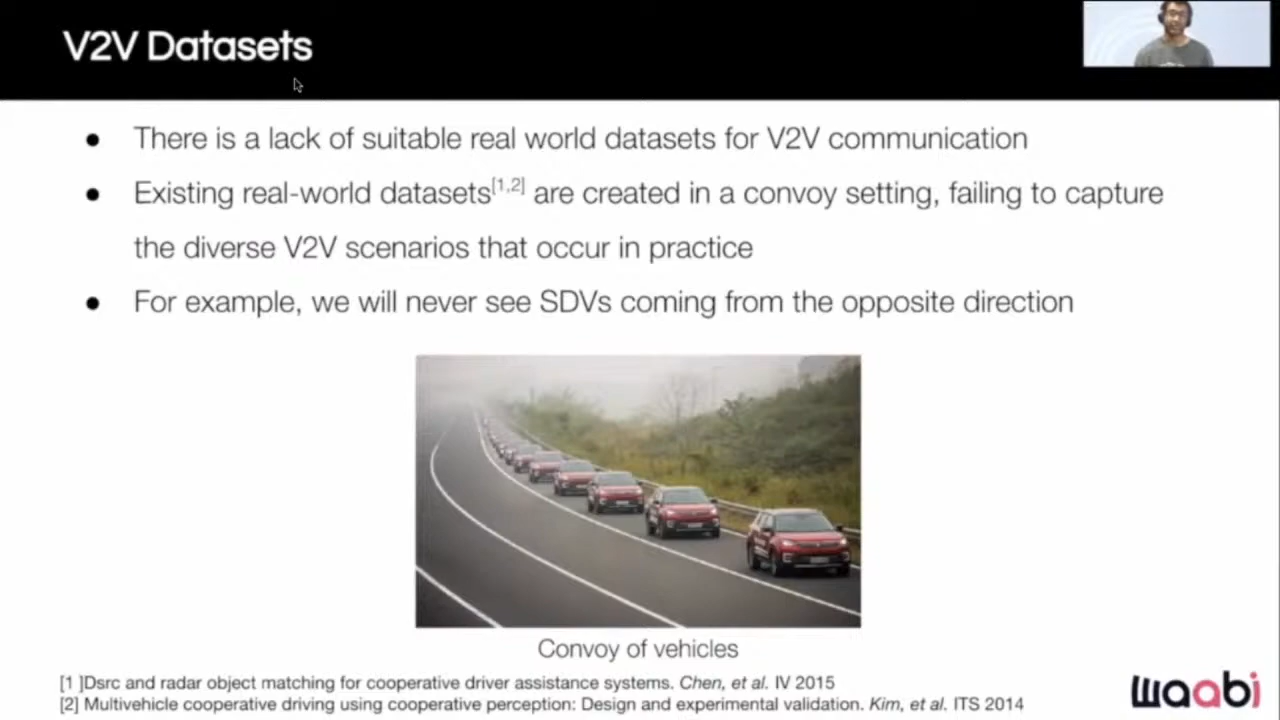 V2V Datasets
● There is a lack of suitable real world datasets for V2V communication
● Existing real-world datasets[1,2] are created in a convoy setting, failing to capture
the diverse V2V scenarios that occur in practice
● For example, we will never see SDVs coming from the opposite direction
Convoy of vehicles
[1 ]Dsrc and radar object matching for cooperative driver assistance systems. Chen, et al. IV 2015
[2] Multivehicle cooperative driving using cooperative perception: Design and experimental validation. Kim, et al. ITS 2014
waabi